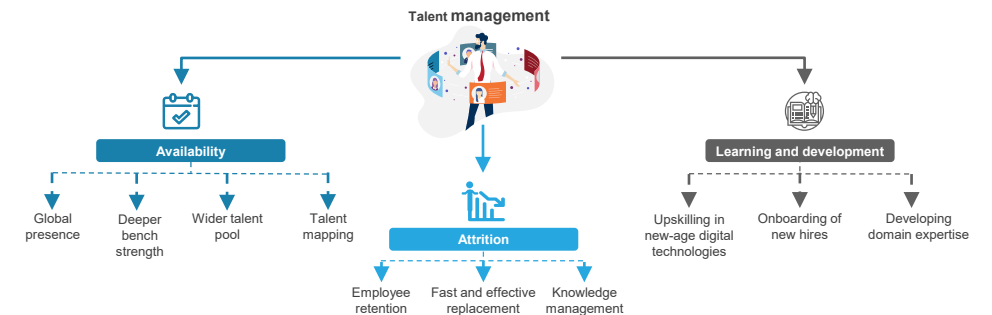 Talent management
Availability
Global
presence
Deeper
bench
strength
Wider talent
pool
Talent
mapping
Attrition
Employee
retention
Fast and effective
replacement
Knowledge
management
Learning and development
Upskilling in
new-age digital
technologies
Onboarding of
new hires
Developing
domain expertise